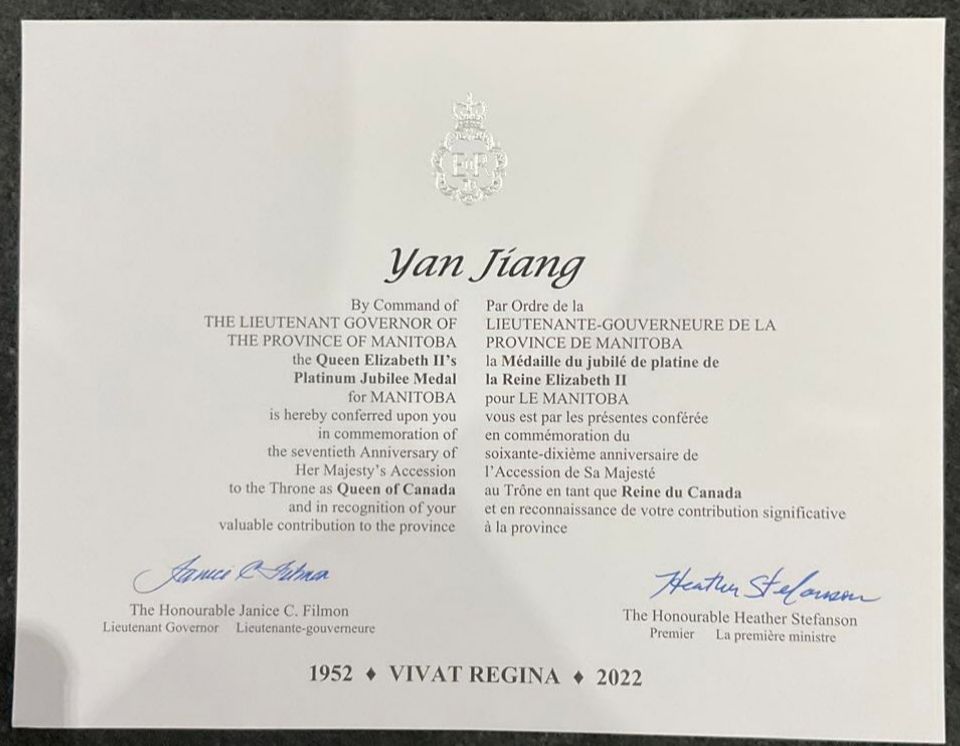 EIIR
70
Yan Jiang
By Command of
THE LIEUTENANT GOVERNOR OF
THE PROVINCE OF MANITOBA
the Queen Elizabeth II's
Platinum Jubilee Medal
for MANITOBA
is hereby conferred upon you
in commemoration of
the seventieth Anniversary of
Her Majesty's Accession
to the Throne as Queen of Canada
and in recognition of your
valuable contribution to the province
Par Ordre de la
LIEUTENANTE-GOUVERNEURE DE LA
PROVINCE DE MANITOBA
la Médaille du jubilé de platine de
la Reine Elizabeth II
pour LE MANITOBA
vous est par les présentes conférée
en commémoration du
soixante-dixième anniversaire de
l'Accession de Sa Majesté
au Trône en tant que Reine du Canada
et en reconnaissance de votre contribution significative
à la province
Janice C. Filmon
The Honourable Janice C. Filmon
Lieutenant Governor Lieutenante-gouverneure
Heather Stefanson
The Honourable Heather Stefanson
Premier La première ministre
1952 ♦ VIVAT REGINA ♦ 2022